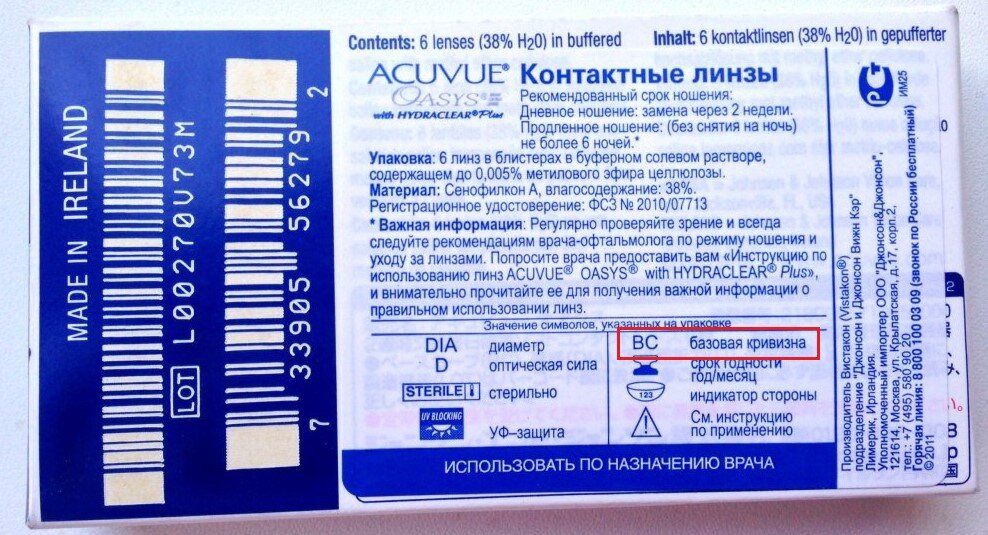 MADE IN IRELAND
LOT L00270V73M
7 33905 56279 2
Contents: 6 lenses (38% H2O) in buffered
Inhalt: 6 kontaktlinsen (38% H2O) in gepufferter
ACUVUE®
OASYS®
with HYDRACLEAR® Plus
Контактные линзы
Рекомендованный срок ношения:
Дневное ношение: замена через 2 недели.
Продленное ношение: (без снятия на ночь)
не более 6 ночей.*
Упаковка: 6 линз в блистерах в буферном солевом растворе,
содержащем до 0,005% метилового эфира целлюлозы.
Материал: Сенофилкон А, влагосодержание: 38%.
Регистрационное удостоверение: ФСЗ № 2010/07713
* Важная информация: Регулярно проверяйте зрение и всегда
следуйте рекомендациям врача-офтальмолога по режиму ношения и
уходу за линзами. Попросите врача предоставить вам «Инструкцию по
использованию линз ACUVUE® OASYS® with HYDRACLEAR® Plus»,
и внимательно прочитайте ее для получения важной информации о
правильном использовании линз.
Значение символов, указанных на упаковке
DIA диаметр
D оптическая сила
STERILE стерильно
UV BLOCKING УФ–защита
BC базовая кривизна
срок годности
год/месяц
123 индикатор стороны
См. инструкцию
по применению
ИСПОЛЬЗОВАТЬ ПО НАЗНАЧЕНИЮ ВРАЧА
РСТ
ИМ25
Производитель Вистакон (Vistakon®)
подразделение "Джонсон и Джонсон Вижн Кэр"
Лимерик, Ирландия.
Уполномоченный импортер ООО "Джонсон&Джонсон",
121614, Москва, ул. Крылатская, д.17, корп.2,
тел.: +7 (495) 580 90 20
Горячая линия: 8 800 100 03 09 (звонок по России бесплатный)
©2011